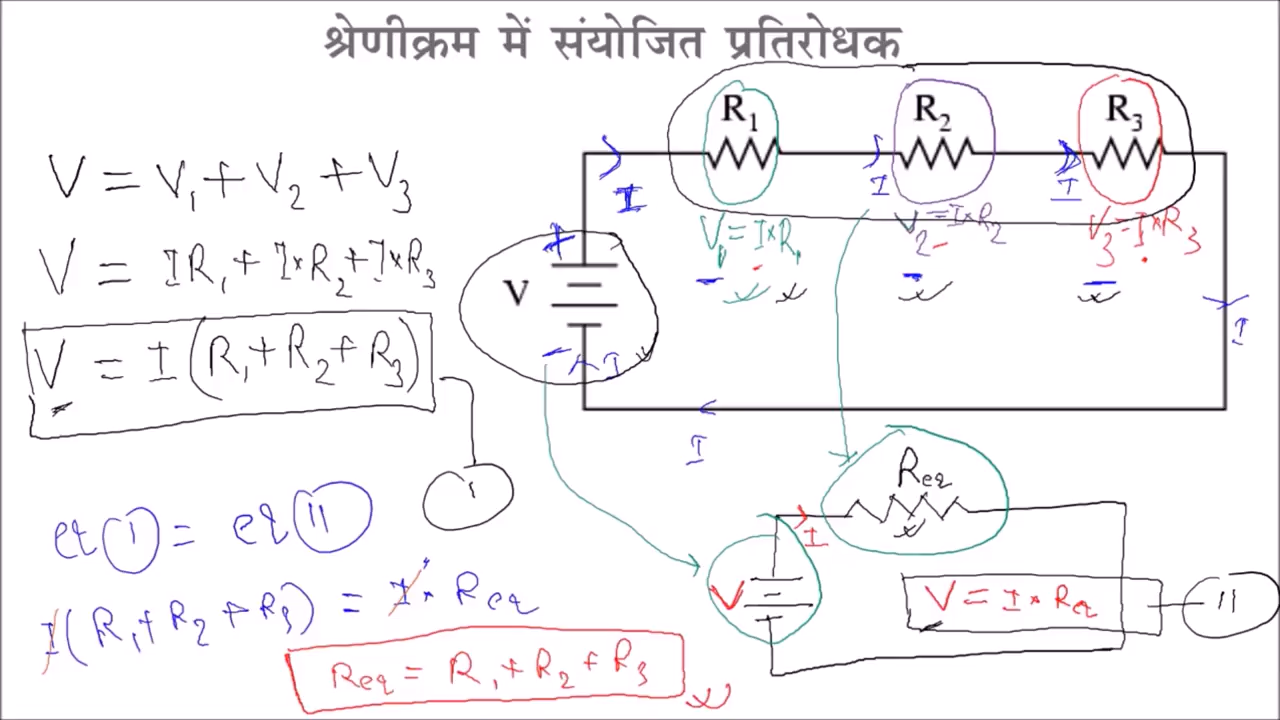 श्रेणीक्रम में संयोजित प्रतिरोधक
R₁ R₂ R₃
I I I
V₁ = I×R₁ V₂ = I×R₂ V₃ = I×R₃
+
V
- I
I
I
V = V₁ + V₂ + V₃
V = IR₁ + I×R₂ + I×R₃
V = I(R₁ + R₂ + R₃)
I
eq (I) = eq (II)
I(R₁ + R₂ + R₃) = I × Req
Req = R₁ + R₂ + R₃
Req
I
V
V = I × Req
II